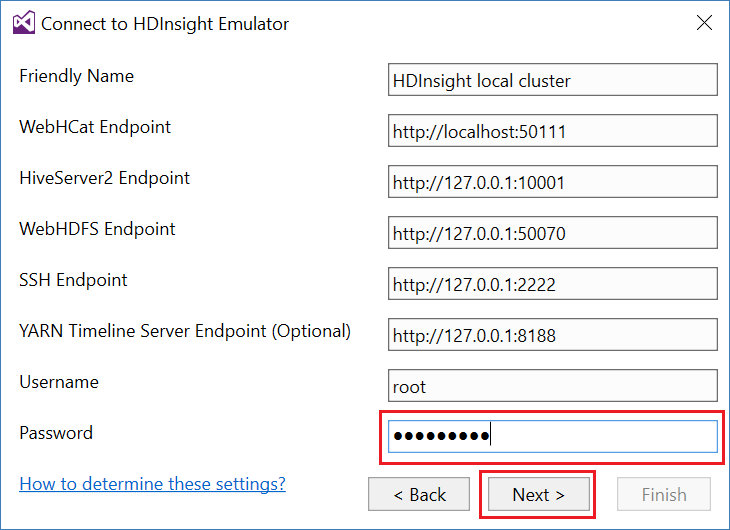 Connect to HDInsight Emulator
Friendly Name HDInsight local cluster
WebHCat Endpoint http://localhost:50111
HiveServer2 Endpoint http://127.0.0.1:10001
WebHDFS Endpoint http://127.0.0.1:50070
SSH Endpoint http://127.0.0.1:2222
YARN Timeline Server Endpoint (Optional) http://127.0.0.1:8188
Username root
Password ●●●●●●●●●
How to determine these settings? < Back Next > Finish